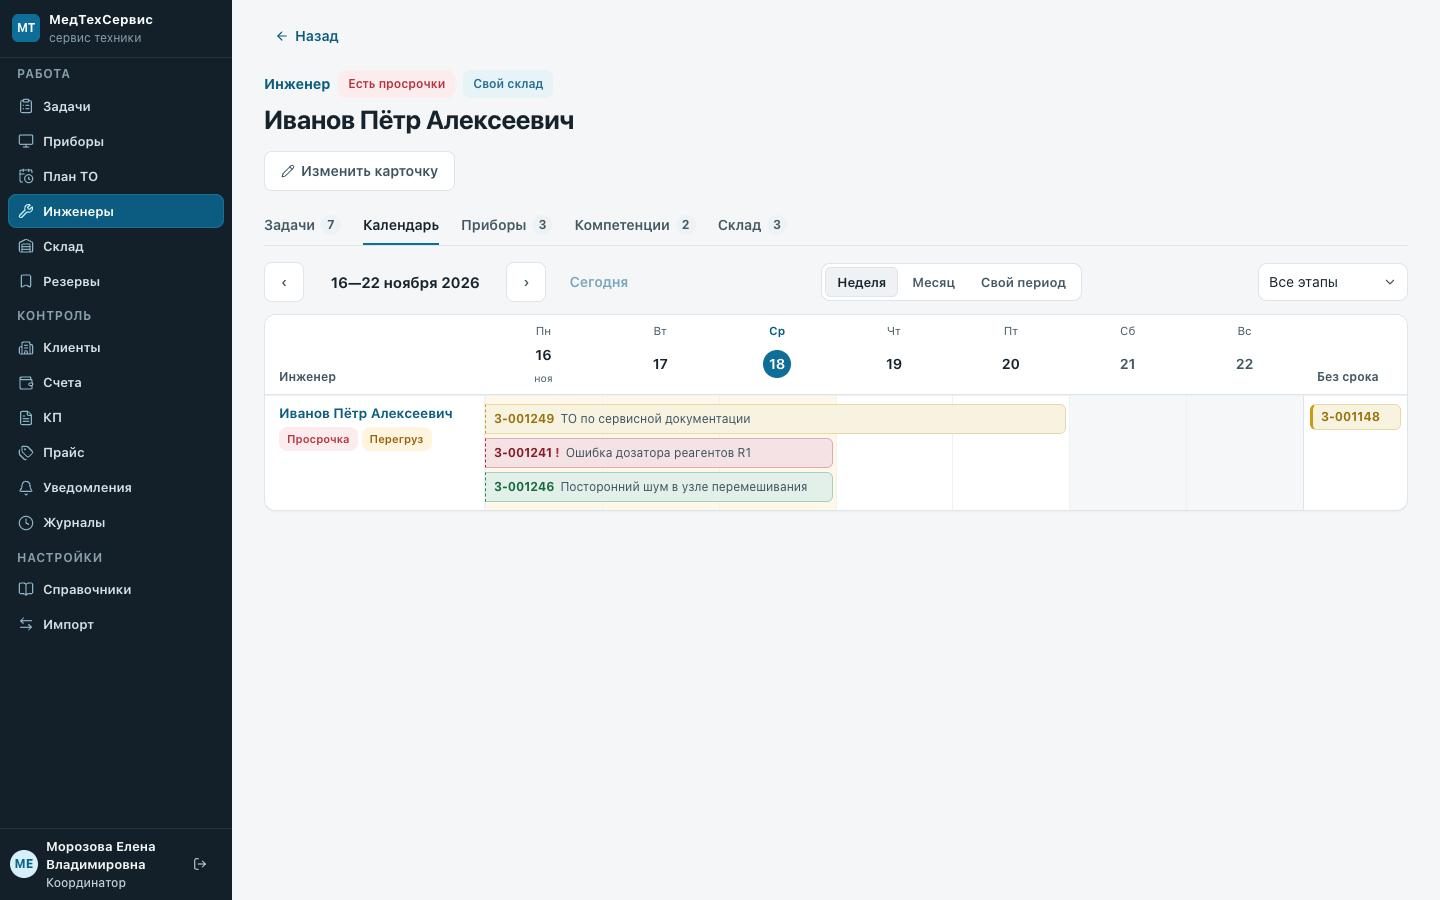 МТ
МедТехСервис
сервис техники
РАБОТА
Задачи
Приборы
План ТО
Инженеры
Склад
Резервы
КОНТРОЛЬ
Клиенты
Счета
КП
Прайс
Уведомления
Журналы
НАСТРОЙКИ
Справочники
Импорт
МЕ
Морозова Елена
Владимировна
Координатор
← Назад
Инженер Есть просрочки Свой склад
Иванов Пётр Алексеевич
Изменить карточку
Задачи 7 Календарь Приборы 3 Компетенции 2 Склад 3
‹ 16—22 ноября 2026 › Сегодня Неделя Месяц Свой период Все этапы
Пн Вт Ср Чт Пт Сб Вс
16 17 18 19 20 21 22
ноя
Инженер Без срока
Иванов Пётр Алексеевич
Просрочка Перегруз
З-001249 ТО по сервисной документации
З-001148
З-001241 ! Ошибка дозатора реагентов R1
З-001246 Посторонний шум в узле перемешивания